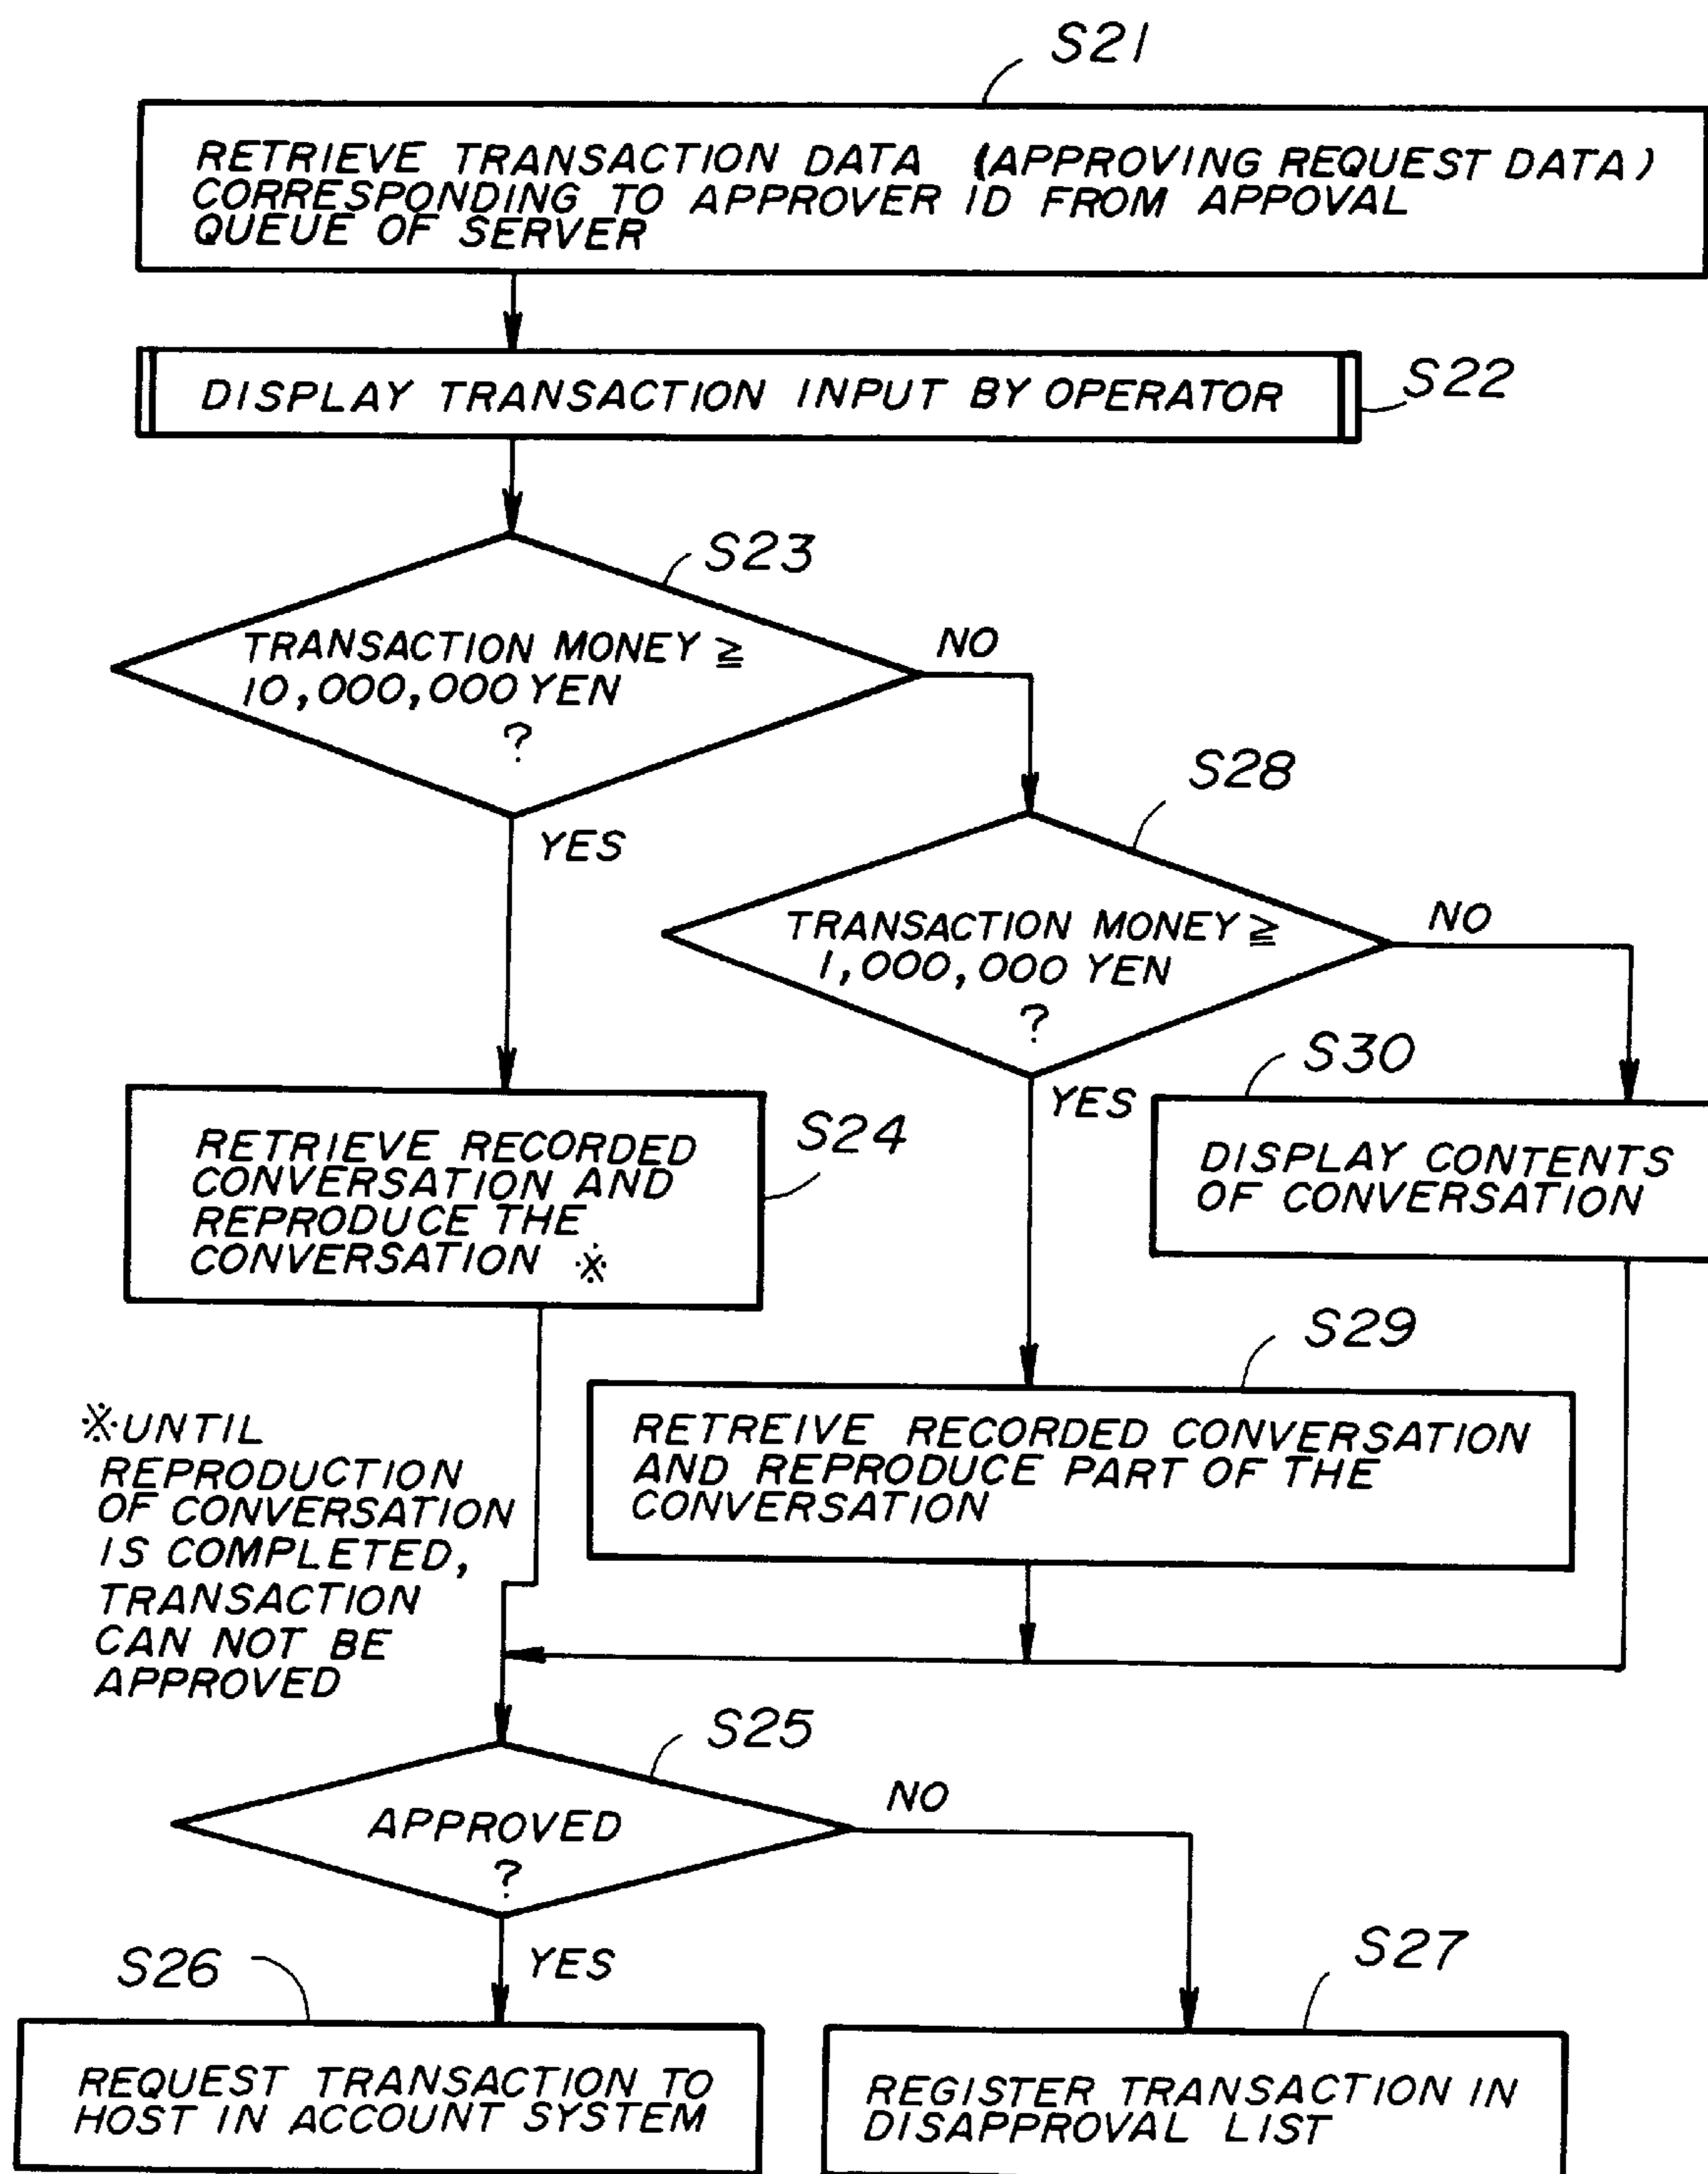 S21
RETRIEVE TRANSACTION DATA (APPROVING REQUEST DATA)
CORRESPONDING TO APPROVER ID FROM APPOVAL
QUEUE OF SERVER
DISPLAY TRANSACTION INPUT BY OPERATOR
S22
S23
TRANSACTION MONEY ≧
10,000,000 YEN
?
NO
YES
S28
TRANSACTION MONEY ≧
1,000,000 YEN
?
NO
YES
S24
RETRIEVE RECORDED
CONVERSATION AND
REPRODUCE THE
CONVERSATION ※
S30
DISPLAY CONTENTS
OF CONVERSATION
S29
RETREIVE RECORDED CONVERSATION
AND REPRODUCE PART OF THE
CONVERSATION
※UNTIL
REPRODUCTION
OF CONVERSATION
IS COMPLETED,
TRANSACTION
CAN NOT BE
APPROVED
S25
APPROVED
?
NO
YES
S26
REQUEST TRANSACTION TO
HOST IN ACCOUNT SYSTEM
S27
REGISTER TRANSACTION IN
DISAPPROVAL LIST